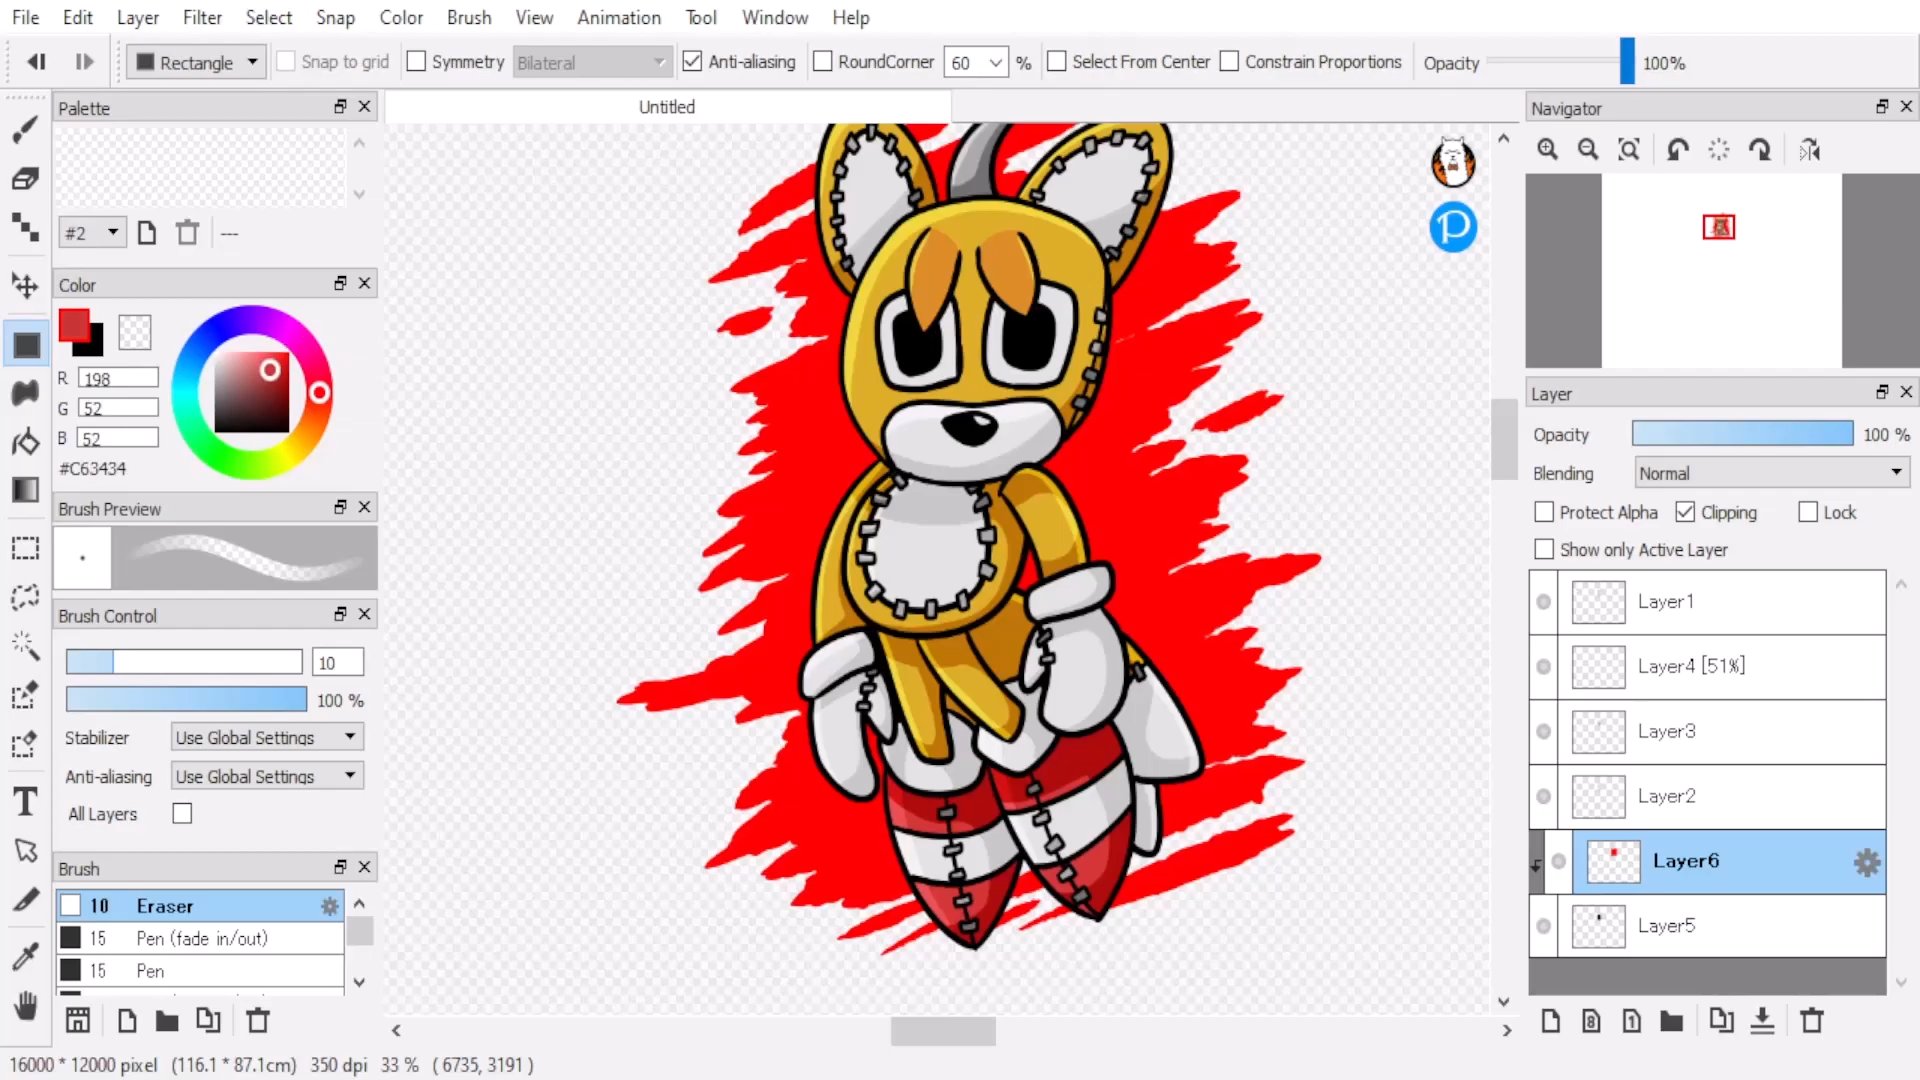 File Edit Layer Filter Select Snap Color Brush View Animation Tool Window Help
Rectangle Snap to grid Symmetry Bilateral Anti-aliasing RoundCorner 60 % Select From Center Constrain Proportions Opacity 100%
Palette
Untitled
Navigator
#2 ---
Color
R 198
G 52
B 52
#C63434
Brush Preview
Brush Control
10
100 %
Stabilizer Use Global Settings
Anti-aliasing Use Global Settings
All Layers
Brush
10 Eraser
15 Pen (fade in/out)
15 Pen
Layer
Opacity 100 %
Blending Normal
Protect Alpha Clipping Lock
Show only Active Layer
Layer1
Layer4 [51%]
Layer3
Layer2
Layer6
Layer5
16000 * 12000 pixel (116.1 * 87.1cm) 350 dpi 33 % ( 6735, 3191 )